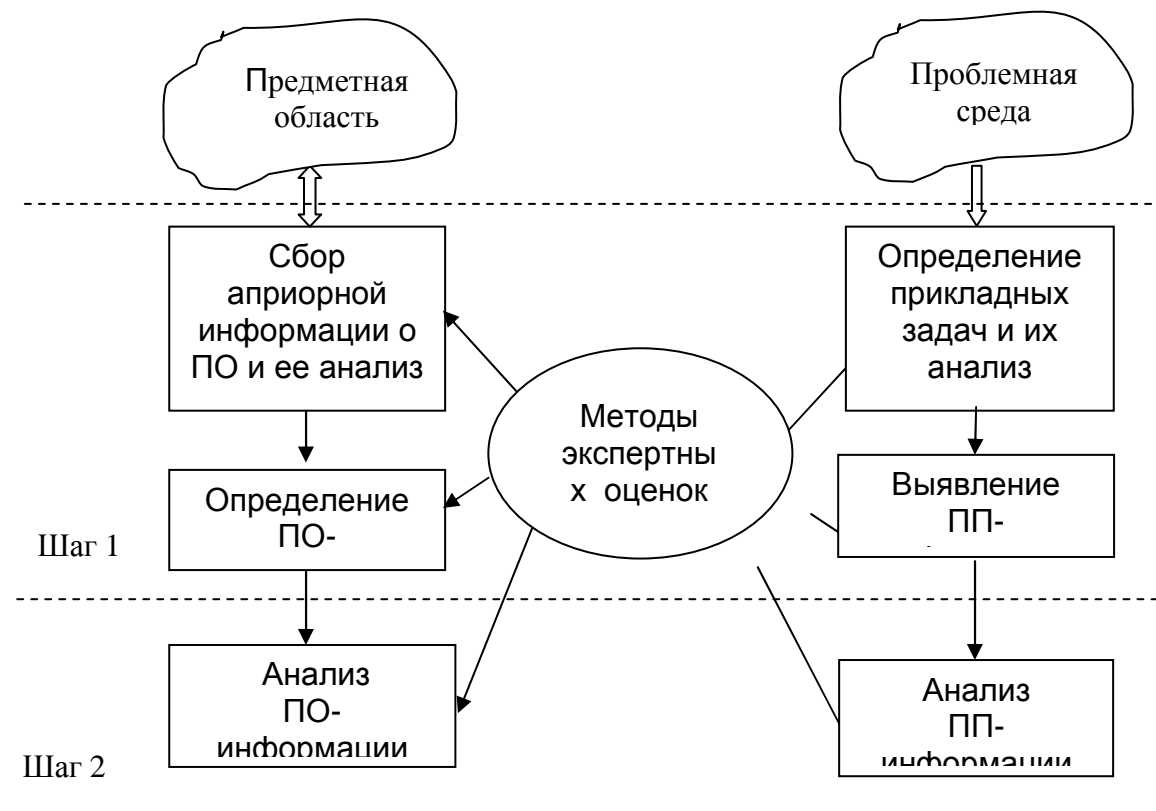 Предметная
область
Проблемная
среда
Сбор
априорной
информации о
ПО и ее анализ
Определение
прикладных
задач и их
анализ
Методы
экспертны
х оценок
Определение
ПО-
Выявление
ПП-
Шаг 1
Анализ
ПО-
информации
Анализ
ПП-
информации
Шаг 2